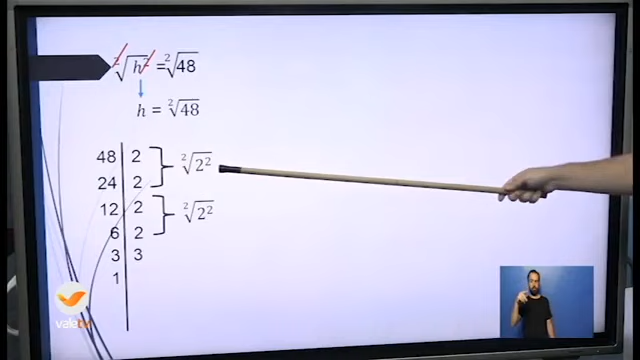 ²√h² = ²√48
h = ²√48
48 | 2
24 | 2 ²√2²
12 | 2
6 | 2 ²√2²
3 | 3
1
valetv